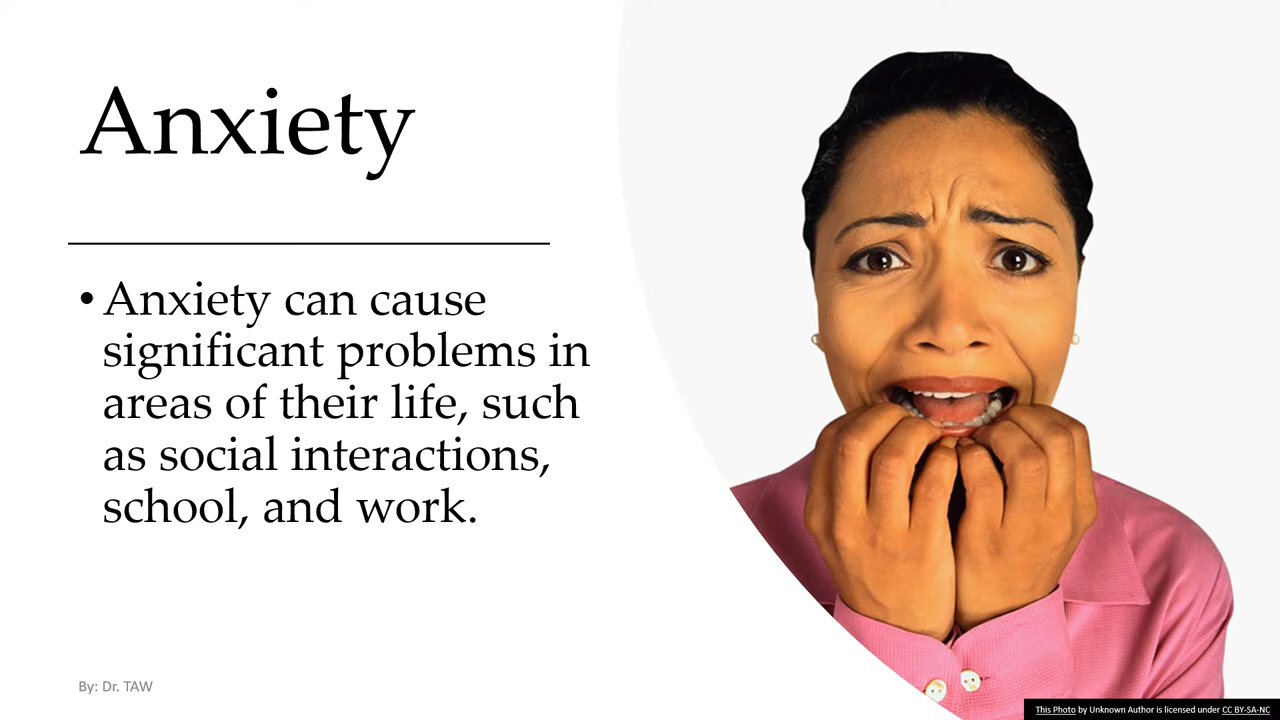 Anxiety
• Anxiety can cause
significant problems in
areas of their life, such
as social interactions,
school, and work.
By: Dr. TAW
This Photo by Unknown Author is licensed under CC BY-SA-NC